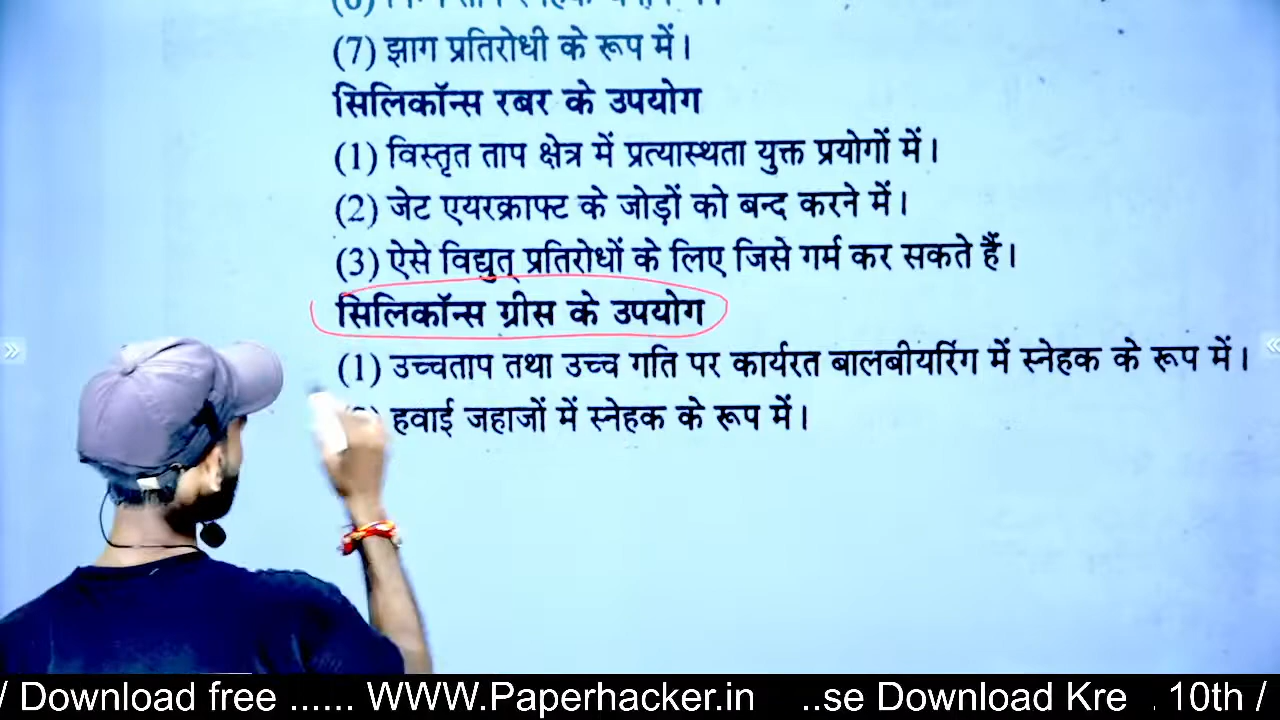 (7) झाग प्रतिरोधी के रूप में।
सिलिकॉन्स रबर के उपयोग
(1) विस्तृत ताप क्षेत्र में प्रत्यास्थता युक्त प्रयोगों में।
(2) जेट एयरक्राफ्ट के जोड़ों को बन्द करने में।
(3) ऐसे विद्युत् प्रतिरोधों के लिए जिसे गर्म कर सकते हैं।
सिलिकॉन्स ग्रीस के उपयोग
(1) उच्चताप तथा उच्च गति पर कार्यरत बालबीयरिंग में स्नेहक के रूप में।
हवाई जहाजों में स्नेहक के रूप में।
/ Download free ...... WWW.Paperhacker.in ..se Download Kre . 10th /